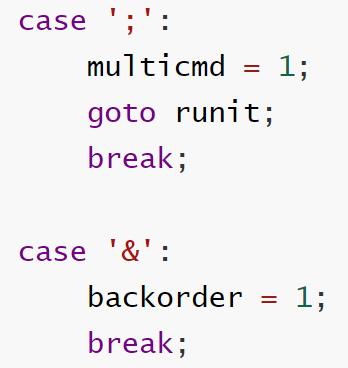 case ';':
    multicmd = 1;
    goto runit;
    break;

case '&':
    backorder = 1;
    break;